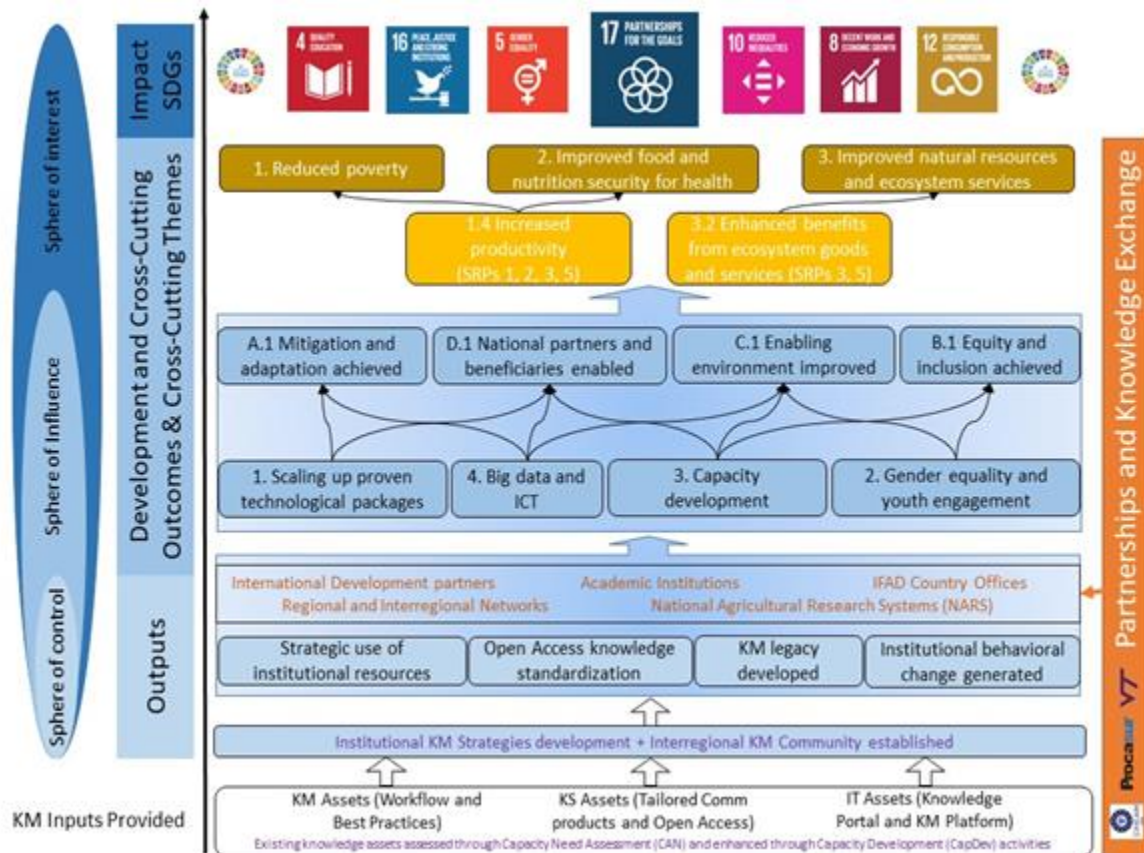 Impact
SDGs
Sphere of interest
Sphere of Influence
Sphere of control
Development and Cross-Cutting
Outcomes & Cross-Cutting Themes
Outputs
KM Inputs Provided
4 QUALITY
EDUCATION
16 PEACE, JUSTICE
AND STRONG
INSTITUTIONS
5 GENDER
EQUALITY
17 PARTNERSHIPS
FOR THE GOALS
10 REDUCED
INEQUALITIES
8 DECENT WORK AND
ECONOMIC GROWTH
12 RESPONSIBLE
CONSUMPTION
AND PRODUCTION
1. Reduced poverty
2. Improved food and
nutrition security for health
3. Improved natural resources
and ecosystem services
1.4 Increased
productivity
(SRPs 1, 2, 3, 5)
3.2 Enhanced benefits
from ecosystem goods
and services (SRPs 3, 5)
A.1 Mitigation and
adaptation achieved
D.1 National partners and
beneficiaries enabled
C.1 Enabling
environment improved
B.1 Equity and
inclusion achieved
1. Scaling up proven
technological packages
4. Big data and
ICT
3. Capacity
development
2. Gender equality and
youth engagement
International Development partners
Academic Institutions
IFAD Country Offices
Regional and Interregional Networks
National Agricultural Research Systems (NARS)
Strategic use of
institutional resources
Open Access knowledge
standardization
KM legacy
developed
Institutional behavioral
change generated
Institutional KM Strategies development + Interregional KM Community established
KM Assets (Workflow and
Best Practices)
KS Assets (Tailored Comm
products and Open Access)
IT Assets (Knowledge
Portal and KM Platform)
Existing knowledge assets assessed through Capacity Need Assessment (CAN) and enhanced through Capacity Development (CapDev) activities
Partnerships and Knowledge Exchange
VT
Procasur